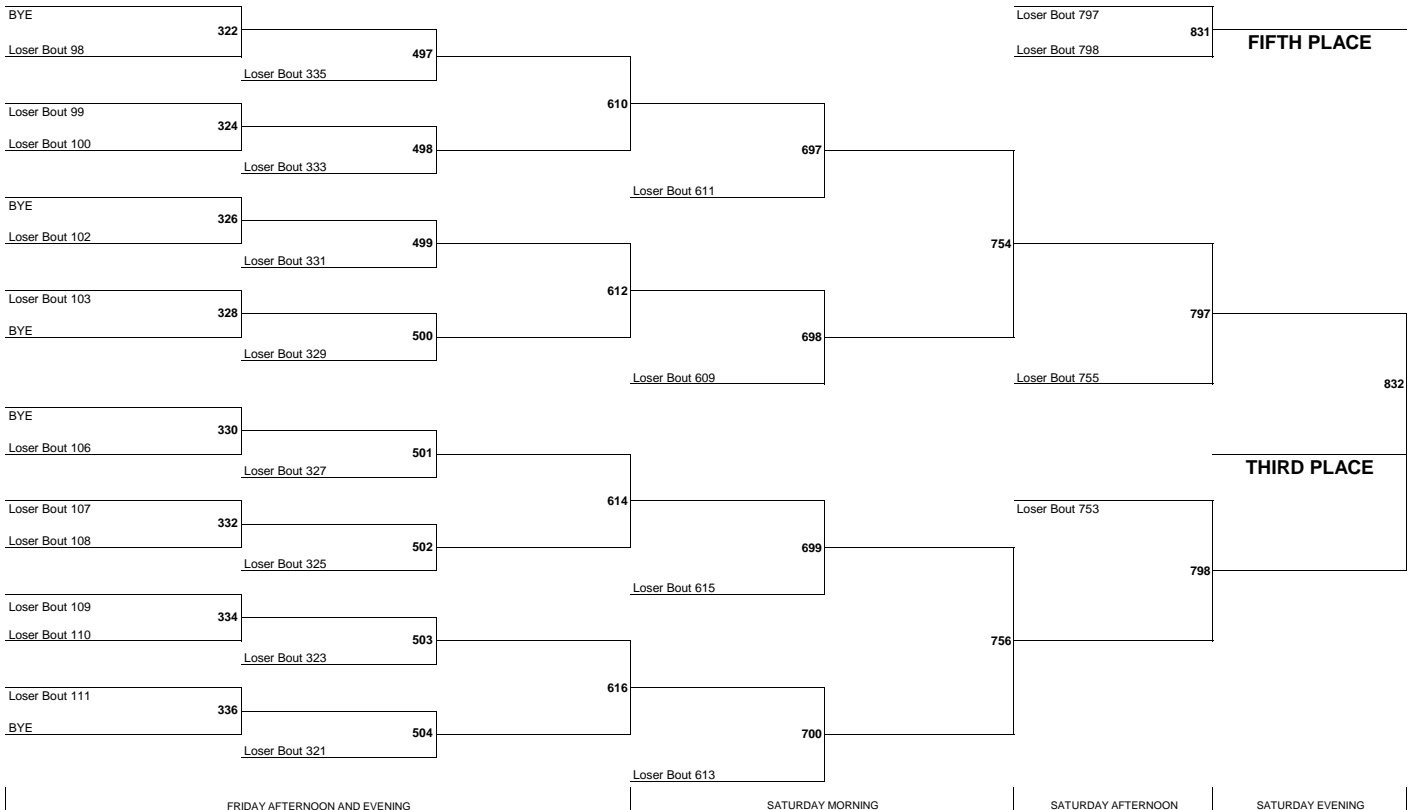 BYE
322
Loser Bout 98
497
Loser Bout 335
610
Loser Bout 99
324
Loser Bout 100
498
Loser Bout 333
697
Loser Bout 611
BYE
326
Loser Bout 102
499
Loser Bout 331
612
Loser Bout 103
328
BYE
500
Loser Bout 329
698
Loser Bout 609
754
BYE
330
Loser Bout 106
501
Loser Bout 327
614
Loser Bout 107
332
Loser Bout 108
502
Loser Bout 325
699
Loser Bout 615
Loser Bout 109
334
Loser Bout 110
503
Loser Bout 323
616
Loser Bout 111
336
BYE
504
Loser Bout 321
700
Loser Bout 613
756
Loser Bout 797
831
Loser Bout 798
FIFTH PLACE
797
Loser Bout 755
832
THIRD PLACE
Loser Bout 753
798
FRIDAY AFTERNOON AND EVENING
SATURDAY MORNING
SATURDAY AFTERNOON
SATURDAY EVENING